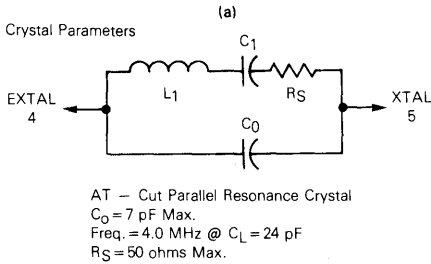 (a)
Crystal Parameters
C1
L1
RS
EXTAL
4
XTAL
5
C0
AT – Cut Parallel Resonance Crystal
C0 = 7 pF Max.
Freq. = 4.0 MHz @ CL = 24 pF
RS = 50 ohms Max.